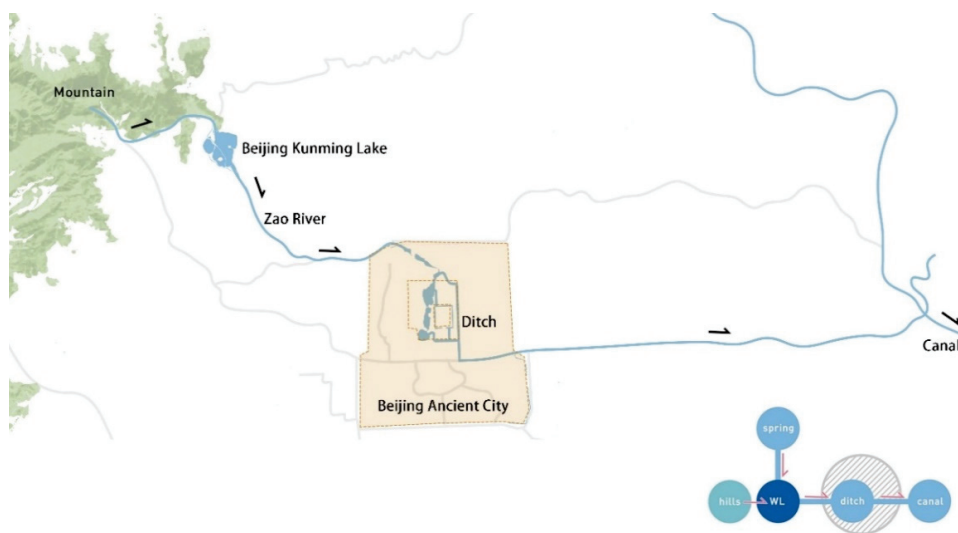 Mountain
Beijing Kunming Lake
Zao River
Ditch
Canal
Beijing Ancient City
spring
hills
WL
ditch
canal